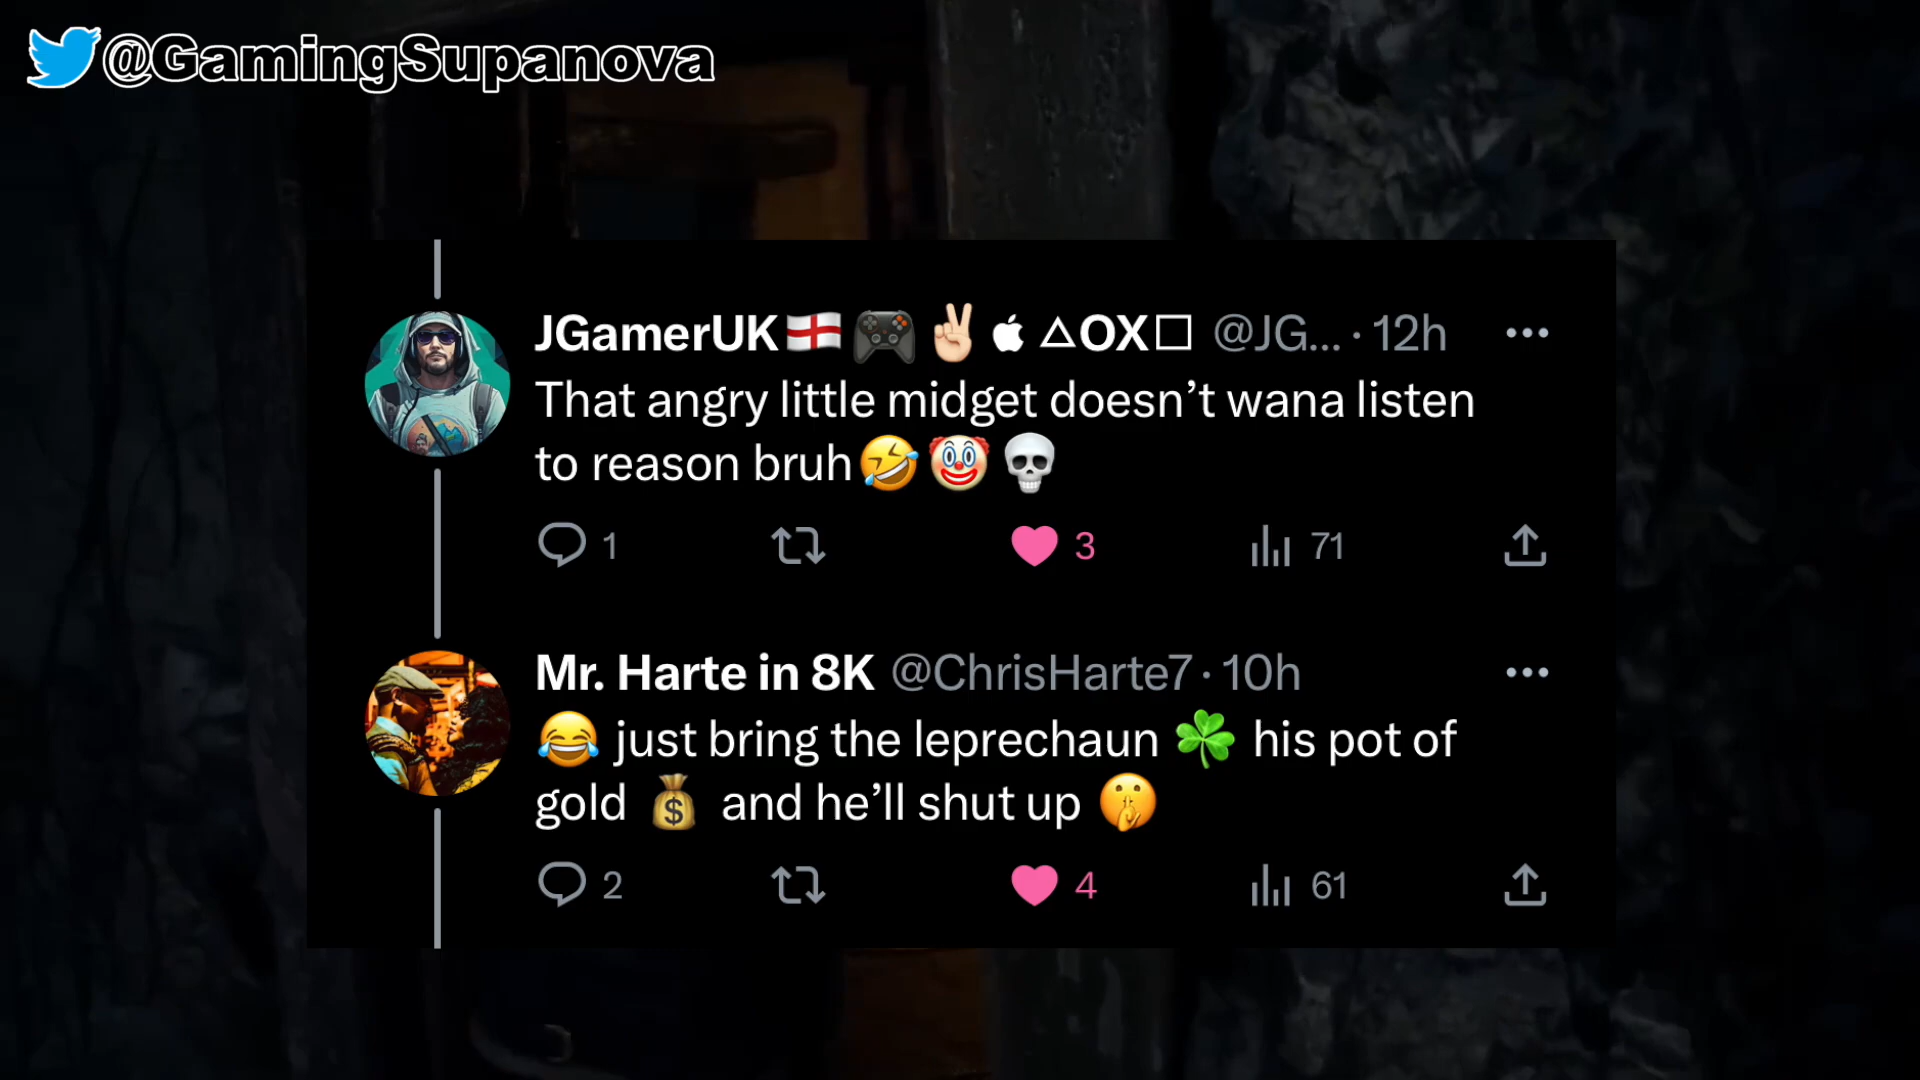 @GamingSupanova
JGamerUK🏴󠁧󠁢󠁥󠁮󠁧󠁿🎮✌🏻 △OX□ @JG... · 12h
That angry little midget doesn’t wana listen
to reason bruh🤣🤡💀
1 3 71
Mr. Harte in 8K @ChrisHarte7 · 10h
😂 just bring the leprechaun ☘️ his pot of
gold 💰 and he’ll shut up 🤫
2 4 61